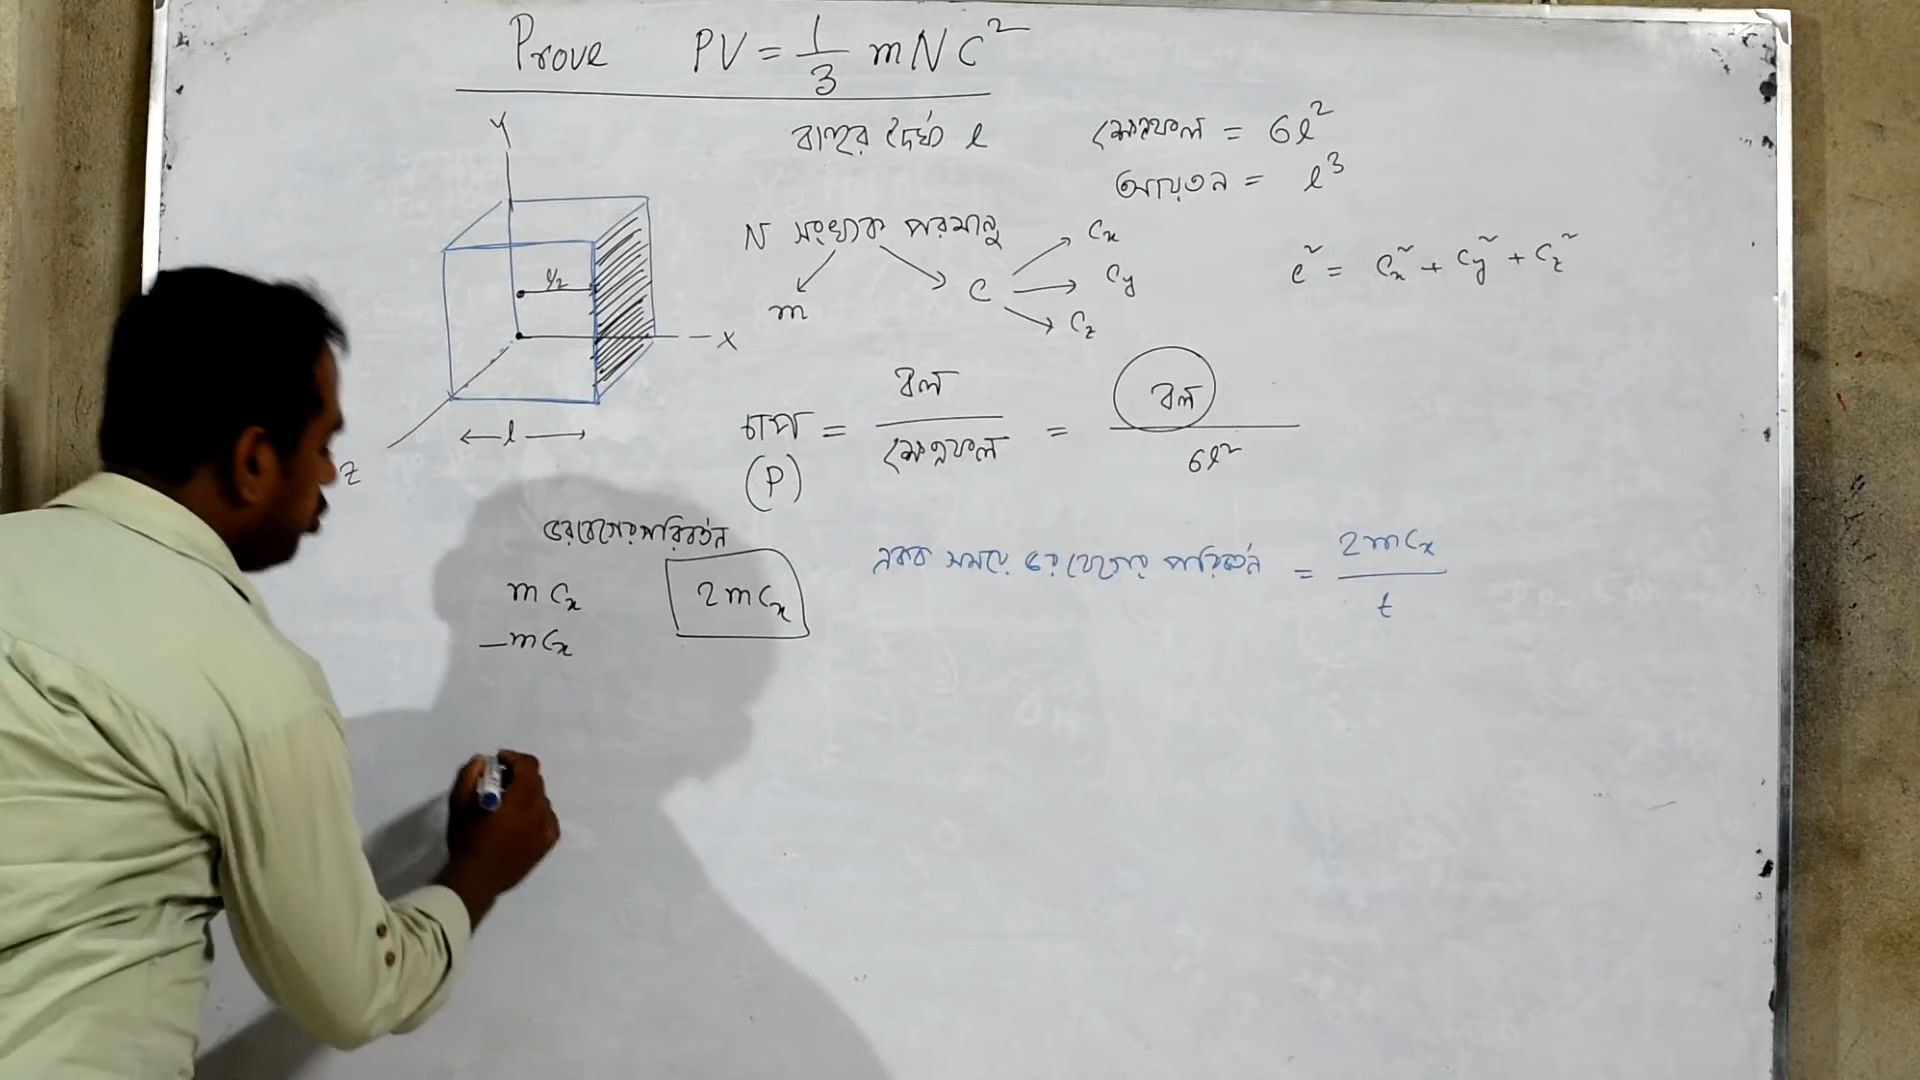 Prove PV = 1/3 mNC²
বাহুর দৈর্ঘ্য l
ক্ষেত্রফল = 6l²
আয়তন = l³
Y
l/2
X
Z
l
N সংখ্যক পরমানু
m
C
Cx
Cy
Cz
c² = Cx² + Cy² + Cz²
চাপ (P) = বল / ক্ষেত্রফল = বল / 6l²
ভরবেগের পরিবর্তন
mCx
–mCx
2mCx
একক সময়ে ভরবেগের পরিবর্তন = 2mCx / t